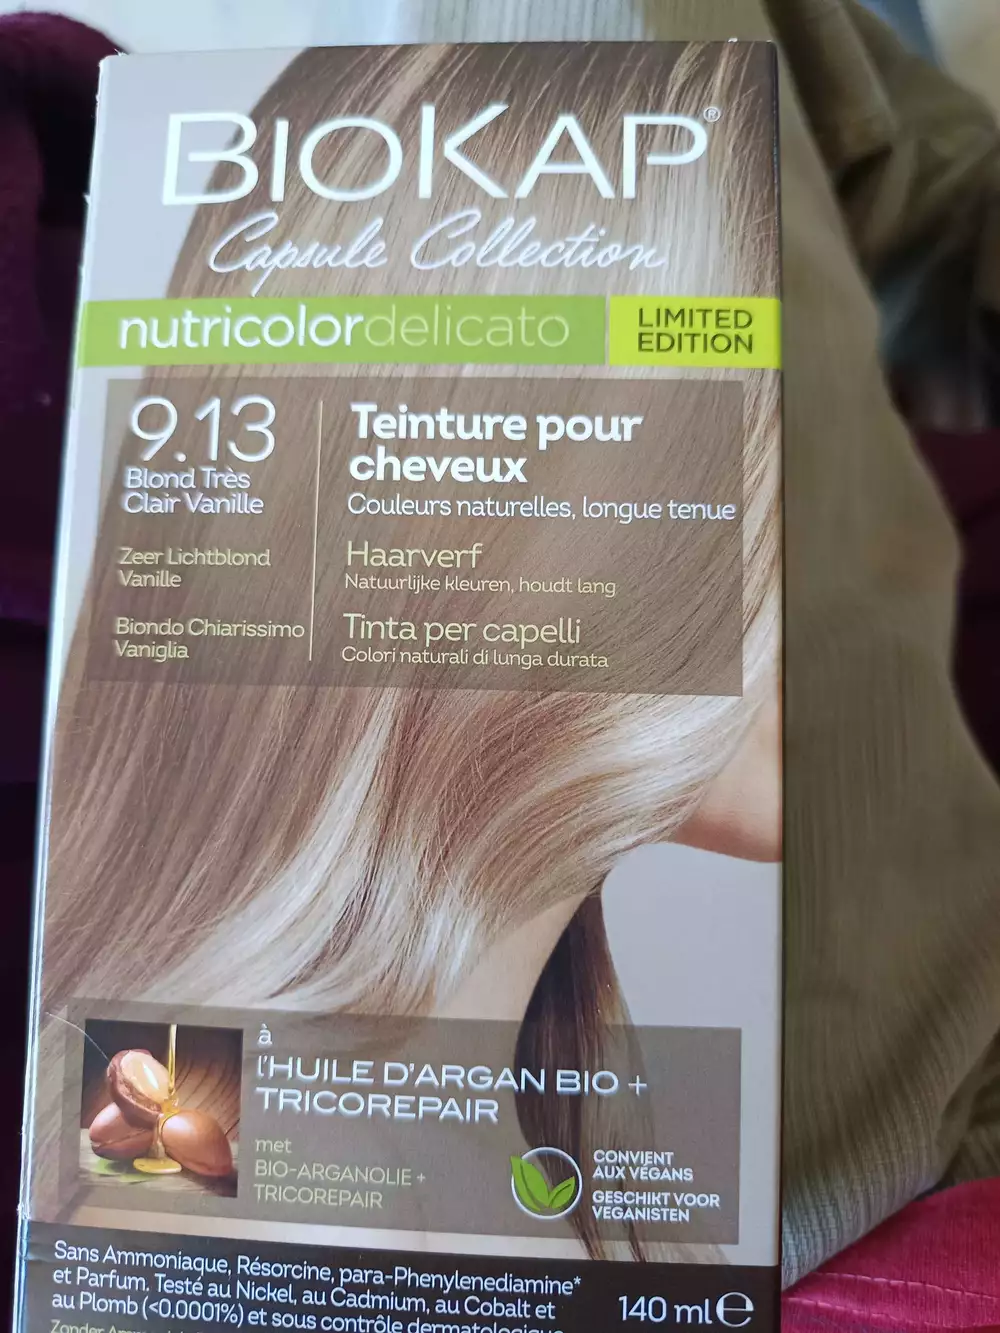 BIOKAP®
Capsule Collection
nutricolordelicato
LIMITED
EDITION
9.13
Blond Très
Clair Vanille
Zeer Lichtblond
Vanille
Biondo Chiarissimo
Vaniglia
Teinture pour
cheveux
Couleurs naturelles, longue tenue
Haarverf
Natuurlijke kleuren, houdt lang
Tinta per capelli
Colori naturali di lunga durata
à
l'HUILE D'ARGAN BIO +
TRICOREPAIR
met
BIO-ARGANOLIE +
TRICOREPAIR
CONVIENT
AUX VÉGANS
GESCHIKT VOOR
VEGANISTEN
Sans Ammoniaque, Résorcine, para-Phenylenediamine*
et Parfum. Testé au Nickel, au Cadmium, au Cobalt et
au Plomb (<0.0001%) et sous contrôle dermatologique
Zonder
140 ml e